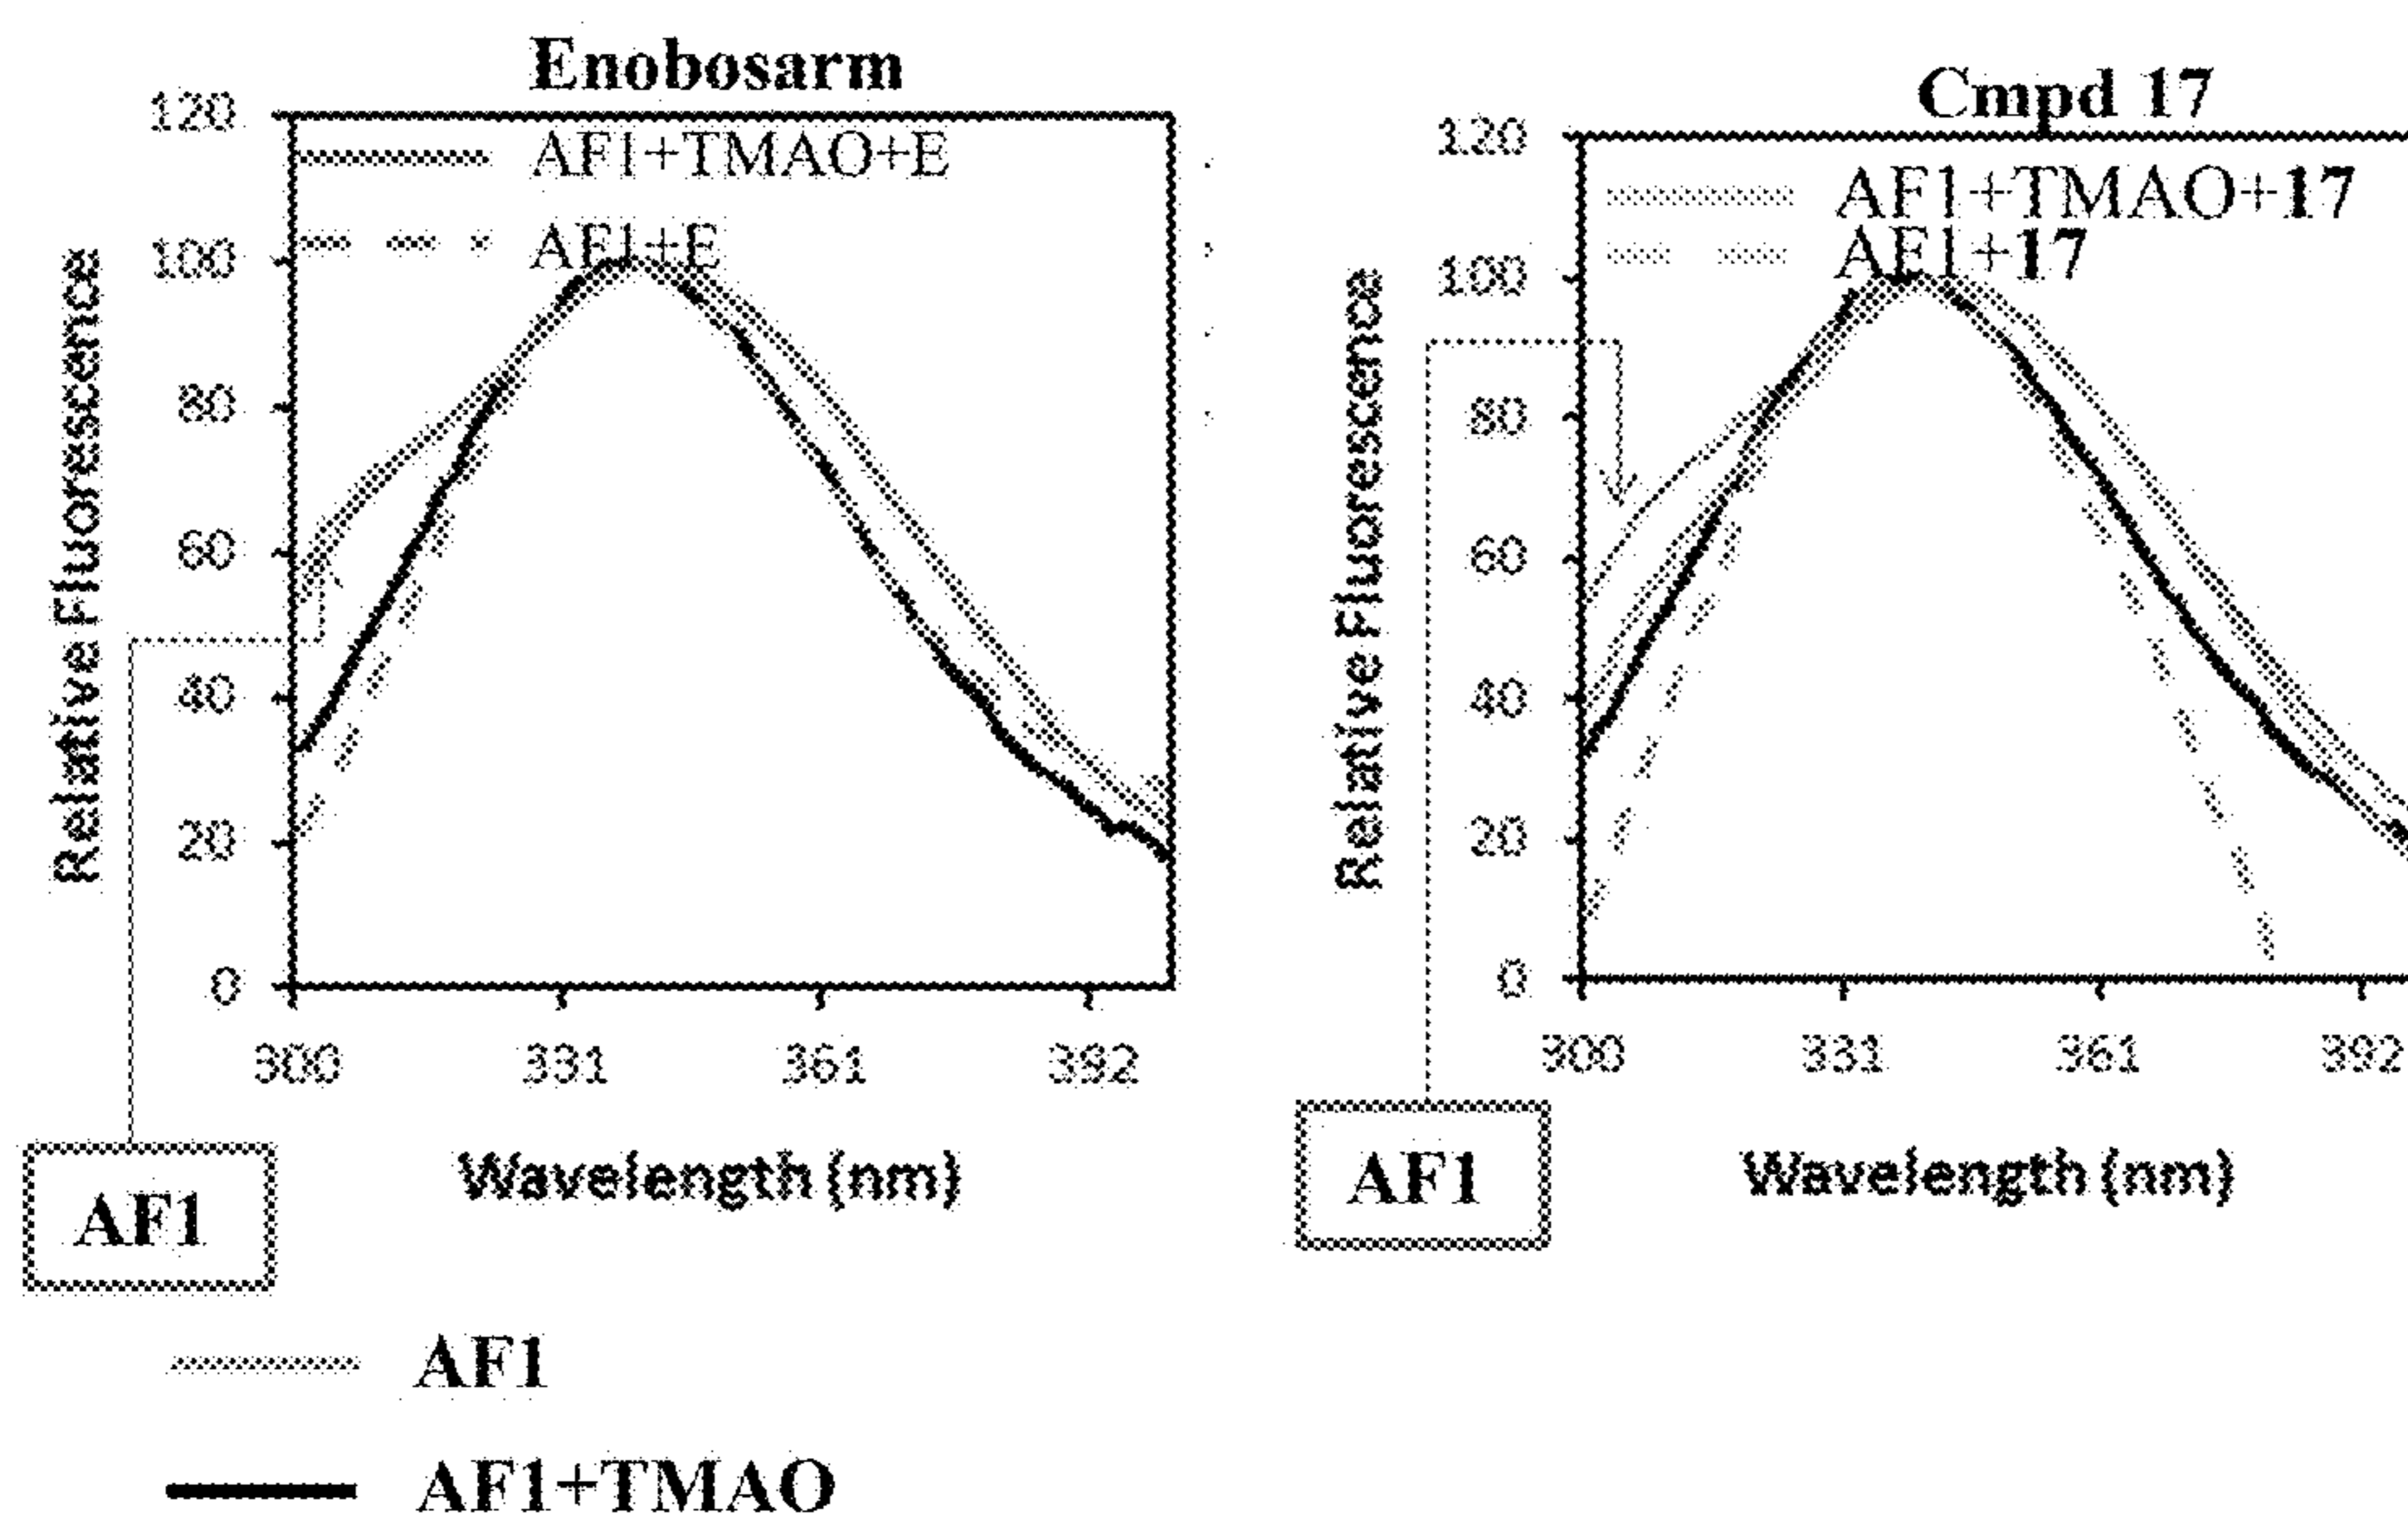 Enobosarm
120
AF1+TMAO+E
100
AF1+E
80
60
40
20
0
Relative Fluorescence
300 331 361 392
Wavelength (nm)
AF1
Cmpd 17
120
AF1+TMAO+17
AF1+17
100
80
60
40
20
0
Relative Fluorescence
300 331 361 392
Wavelength (nm)
AF1
AF1
AF1+TMAO